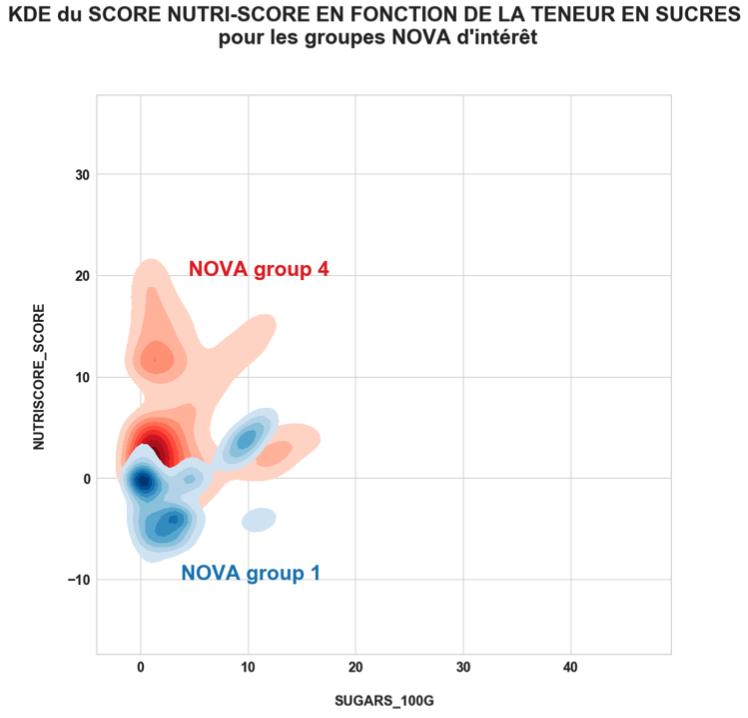 KDE du SCORE NUTRI-SCORE EN FONCTION DE LA TENEUR EN SUCRES
pour les groupes NOVA d'intérêt
30
NOVA group 4
20
NUTRISCORE_SCORE
10
0
NOVA group 1
−10
0 10 20 30 40
SUGARS_100G